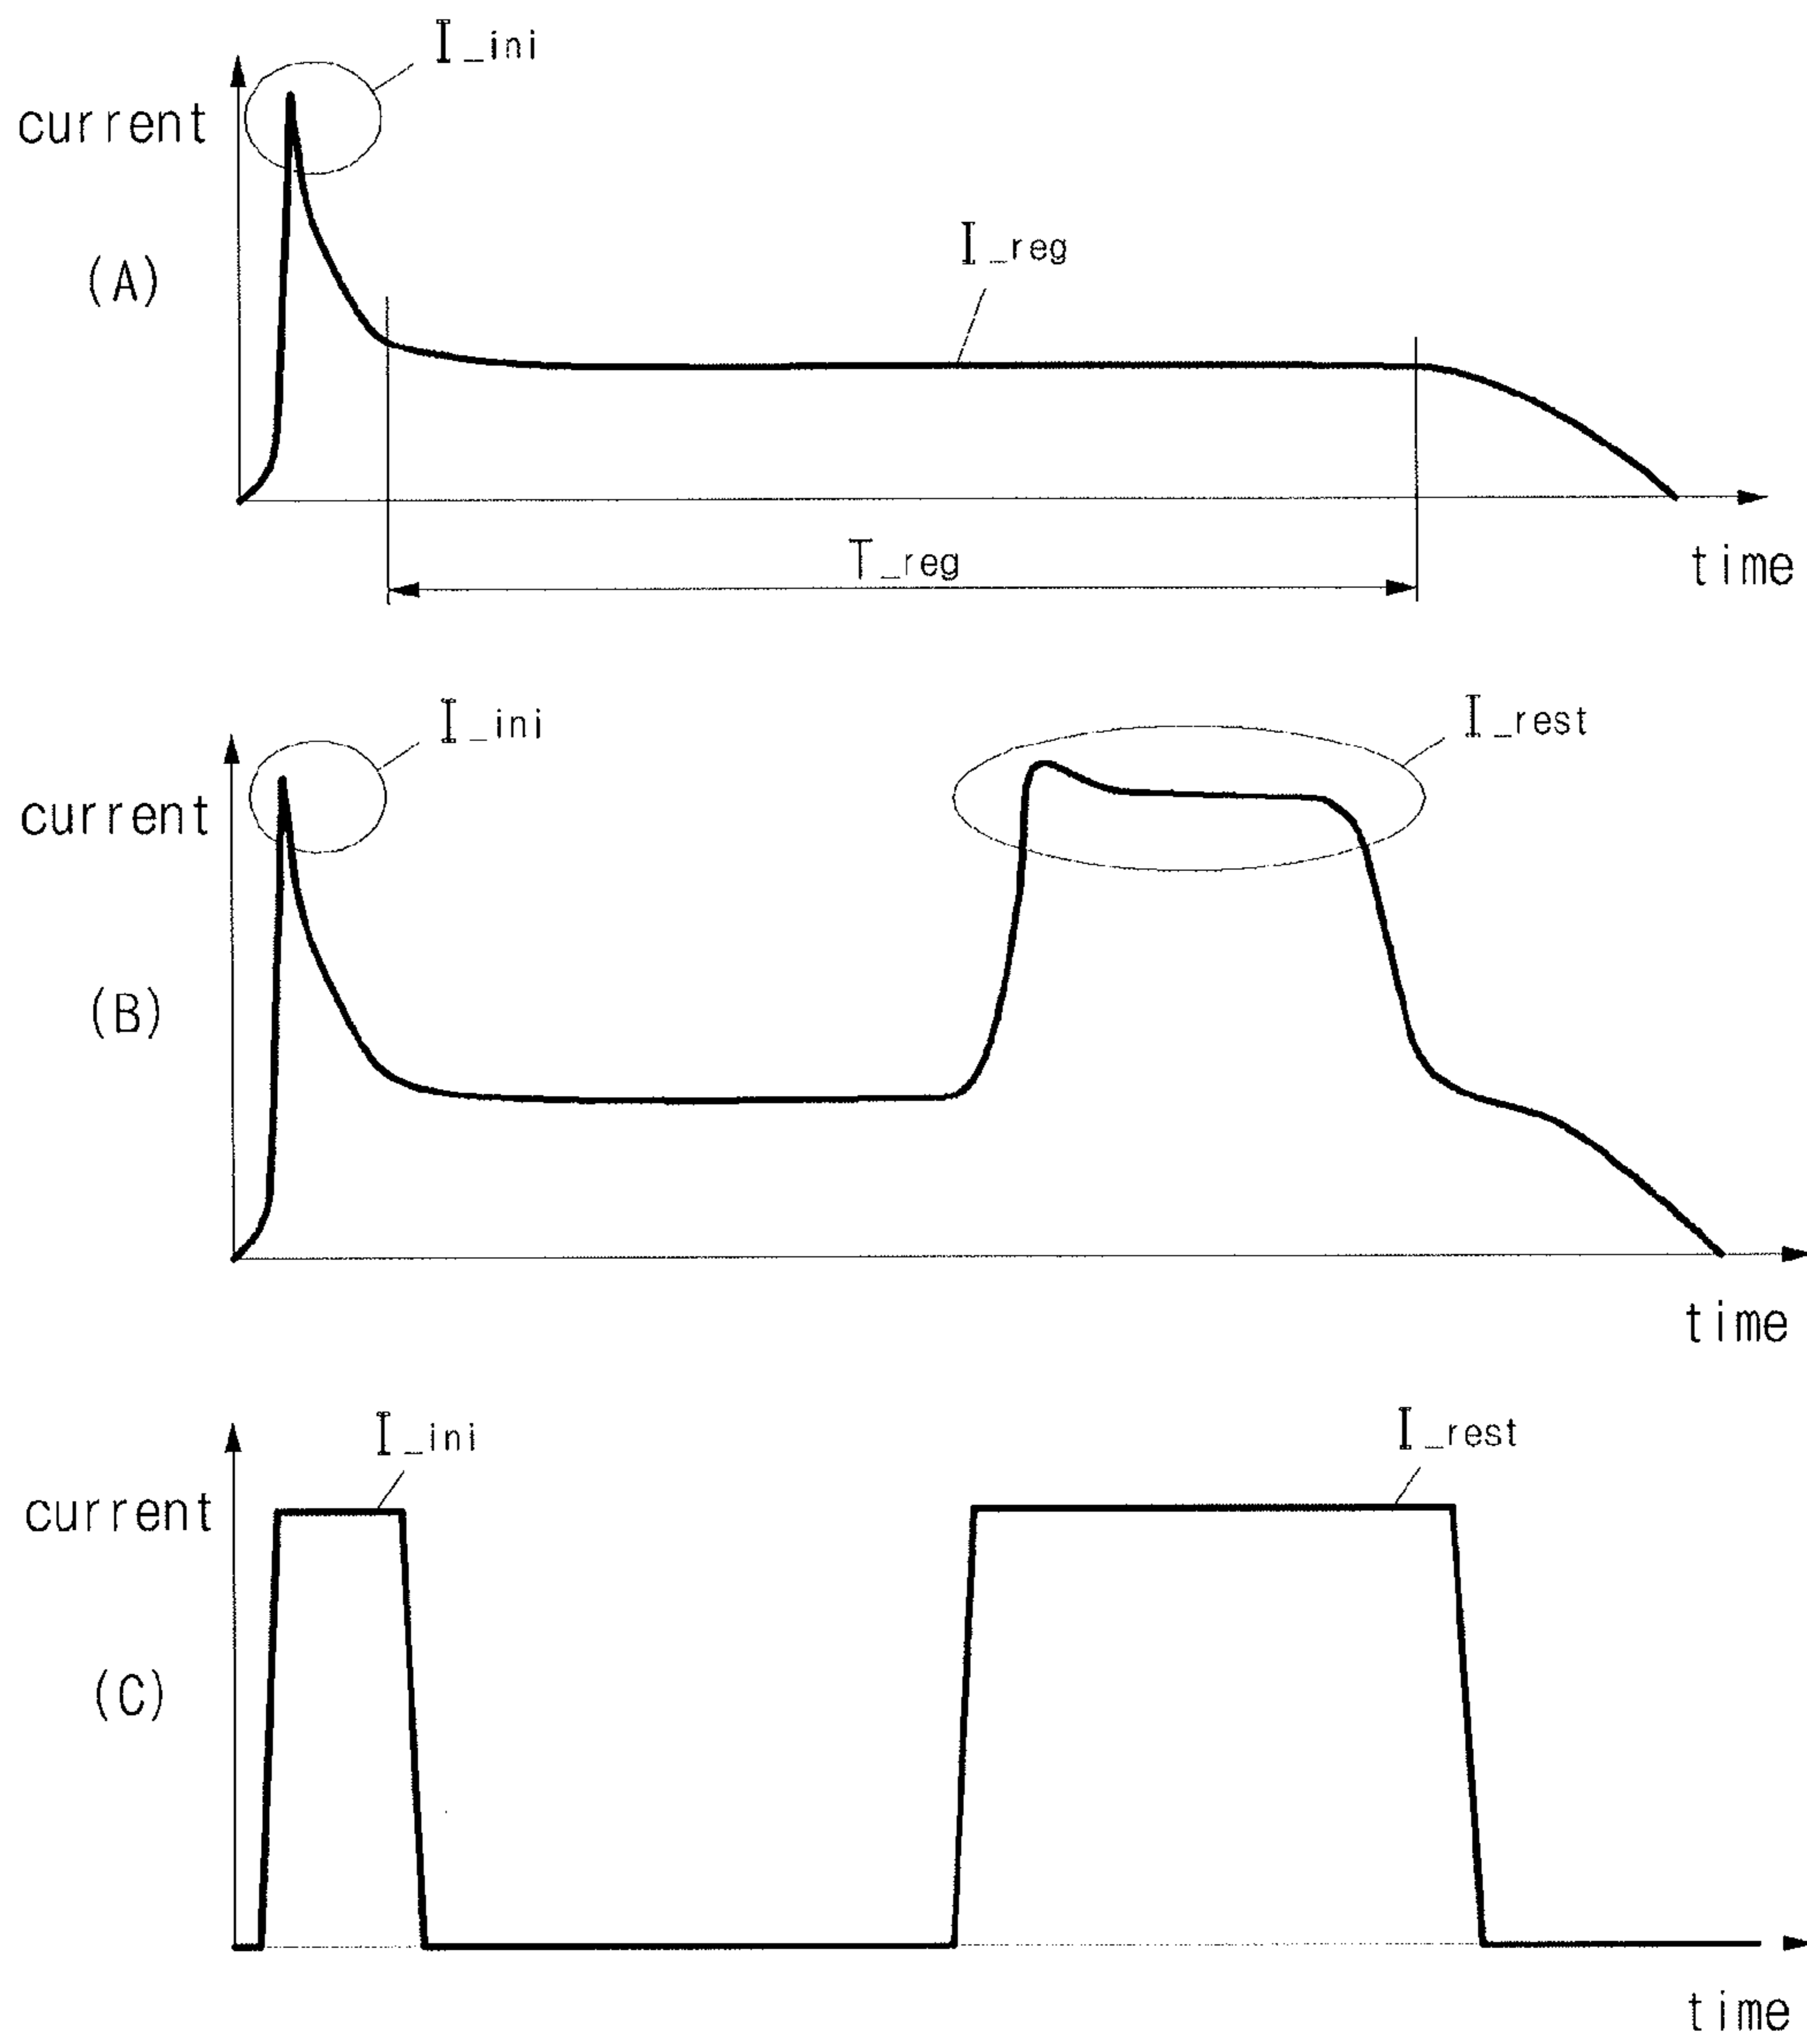 I_ini
current
I_reg
(A)
T_reg
time
I_ini
I_rest
current
(B)
time
I_ini
I_rest
current
(C)
time